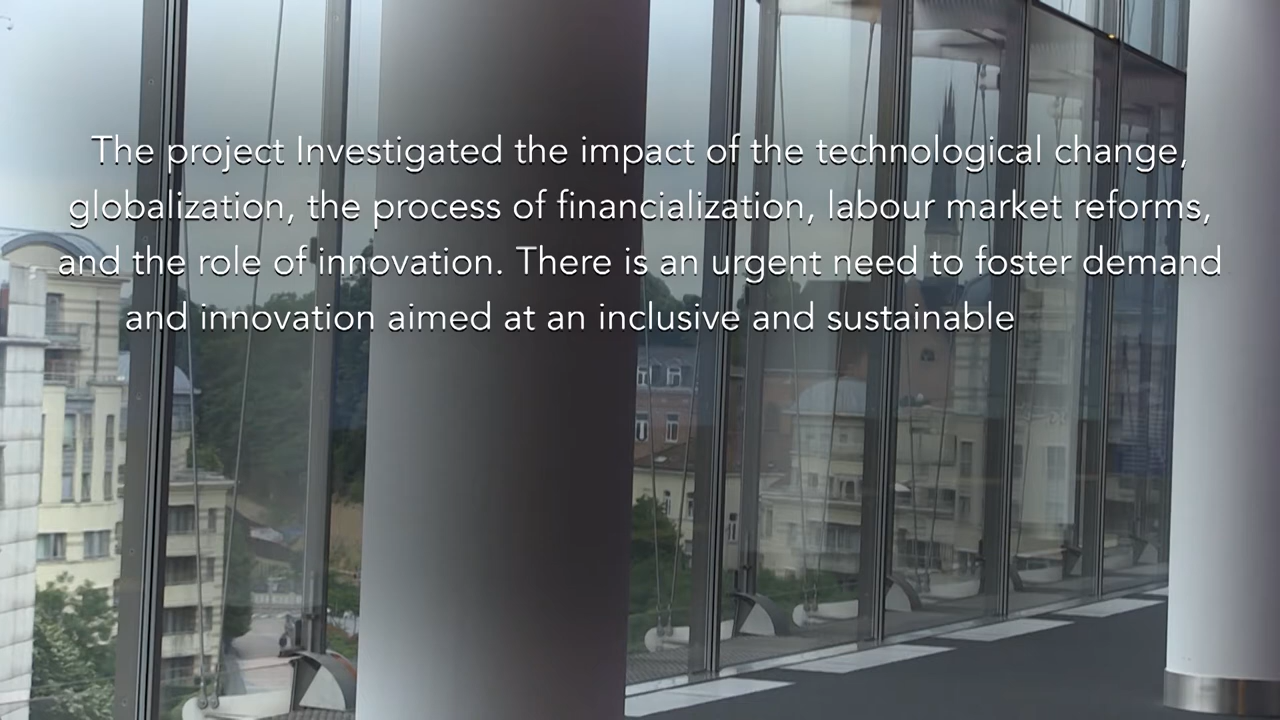 The project Investigated the impact of the technological change,
globalization, the process of financialization, labour market reforms,
and the role of innovation. There is an urgent need to foster demand
and innovation aimed at an inclusive and sustainable